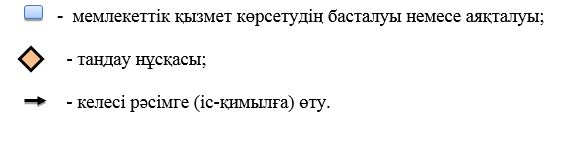 - мемлекеттік қызмет көрсетудің басталуы немесе аяқталуы;
- таңдау нұсқасы;
- келесі рәсімге (іс-қимылға) өту.